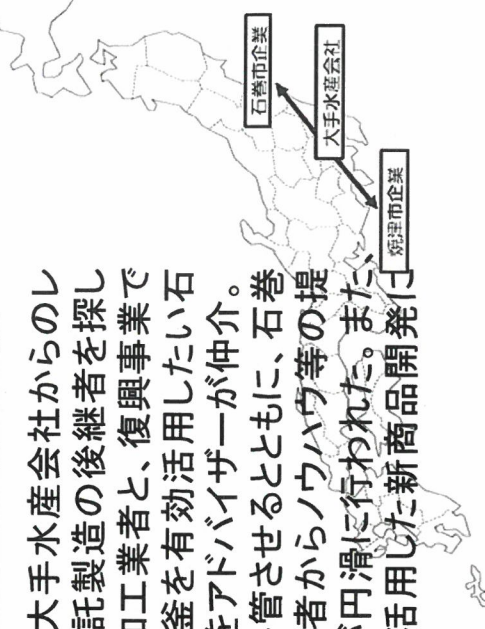 大手水産会社からのレ
託製造の後継者を探し
加工業者と、復興事業で
釜を有効活用したい石
をアドバイザーが仲介。
管させるとともに、石巻
者からノウハウ等の提
が円滑に行われた。また、
活用した新商品開発に
石巻市企業
大手水産会社
焼津市企業